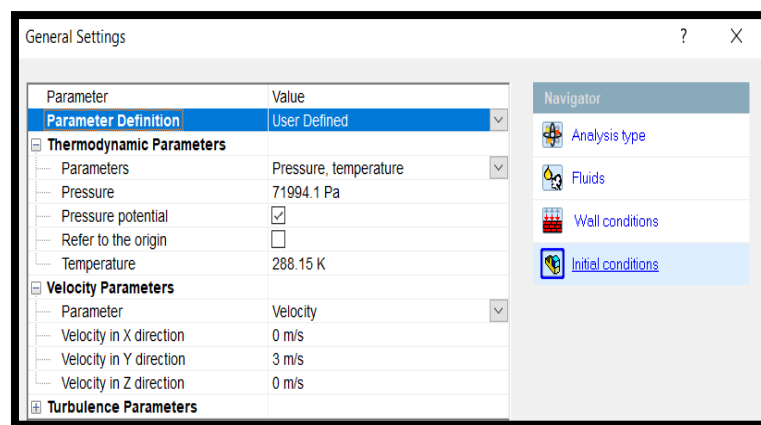 General Settings ? X
Parameter Value
Parameter Definition User Defined
Thermodynamic Parameters
Parameters Pressure, temperature
Pressure 71994.1 Pa
Pressure potential
Refer to the origin
Temperature 288.15 K
Velocity Parameters
Parameter Velocity
Velocity in X direction 0 m/s
Velocity in Y direction 3 m/s
Velocity in Z direction 0 m/s
Turbulence Parameters
Navigator
Analysis type
Fluids
Wall conditions
Initial conditions